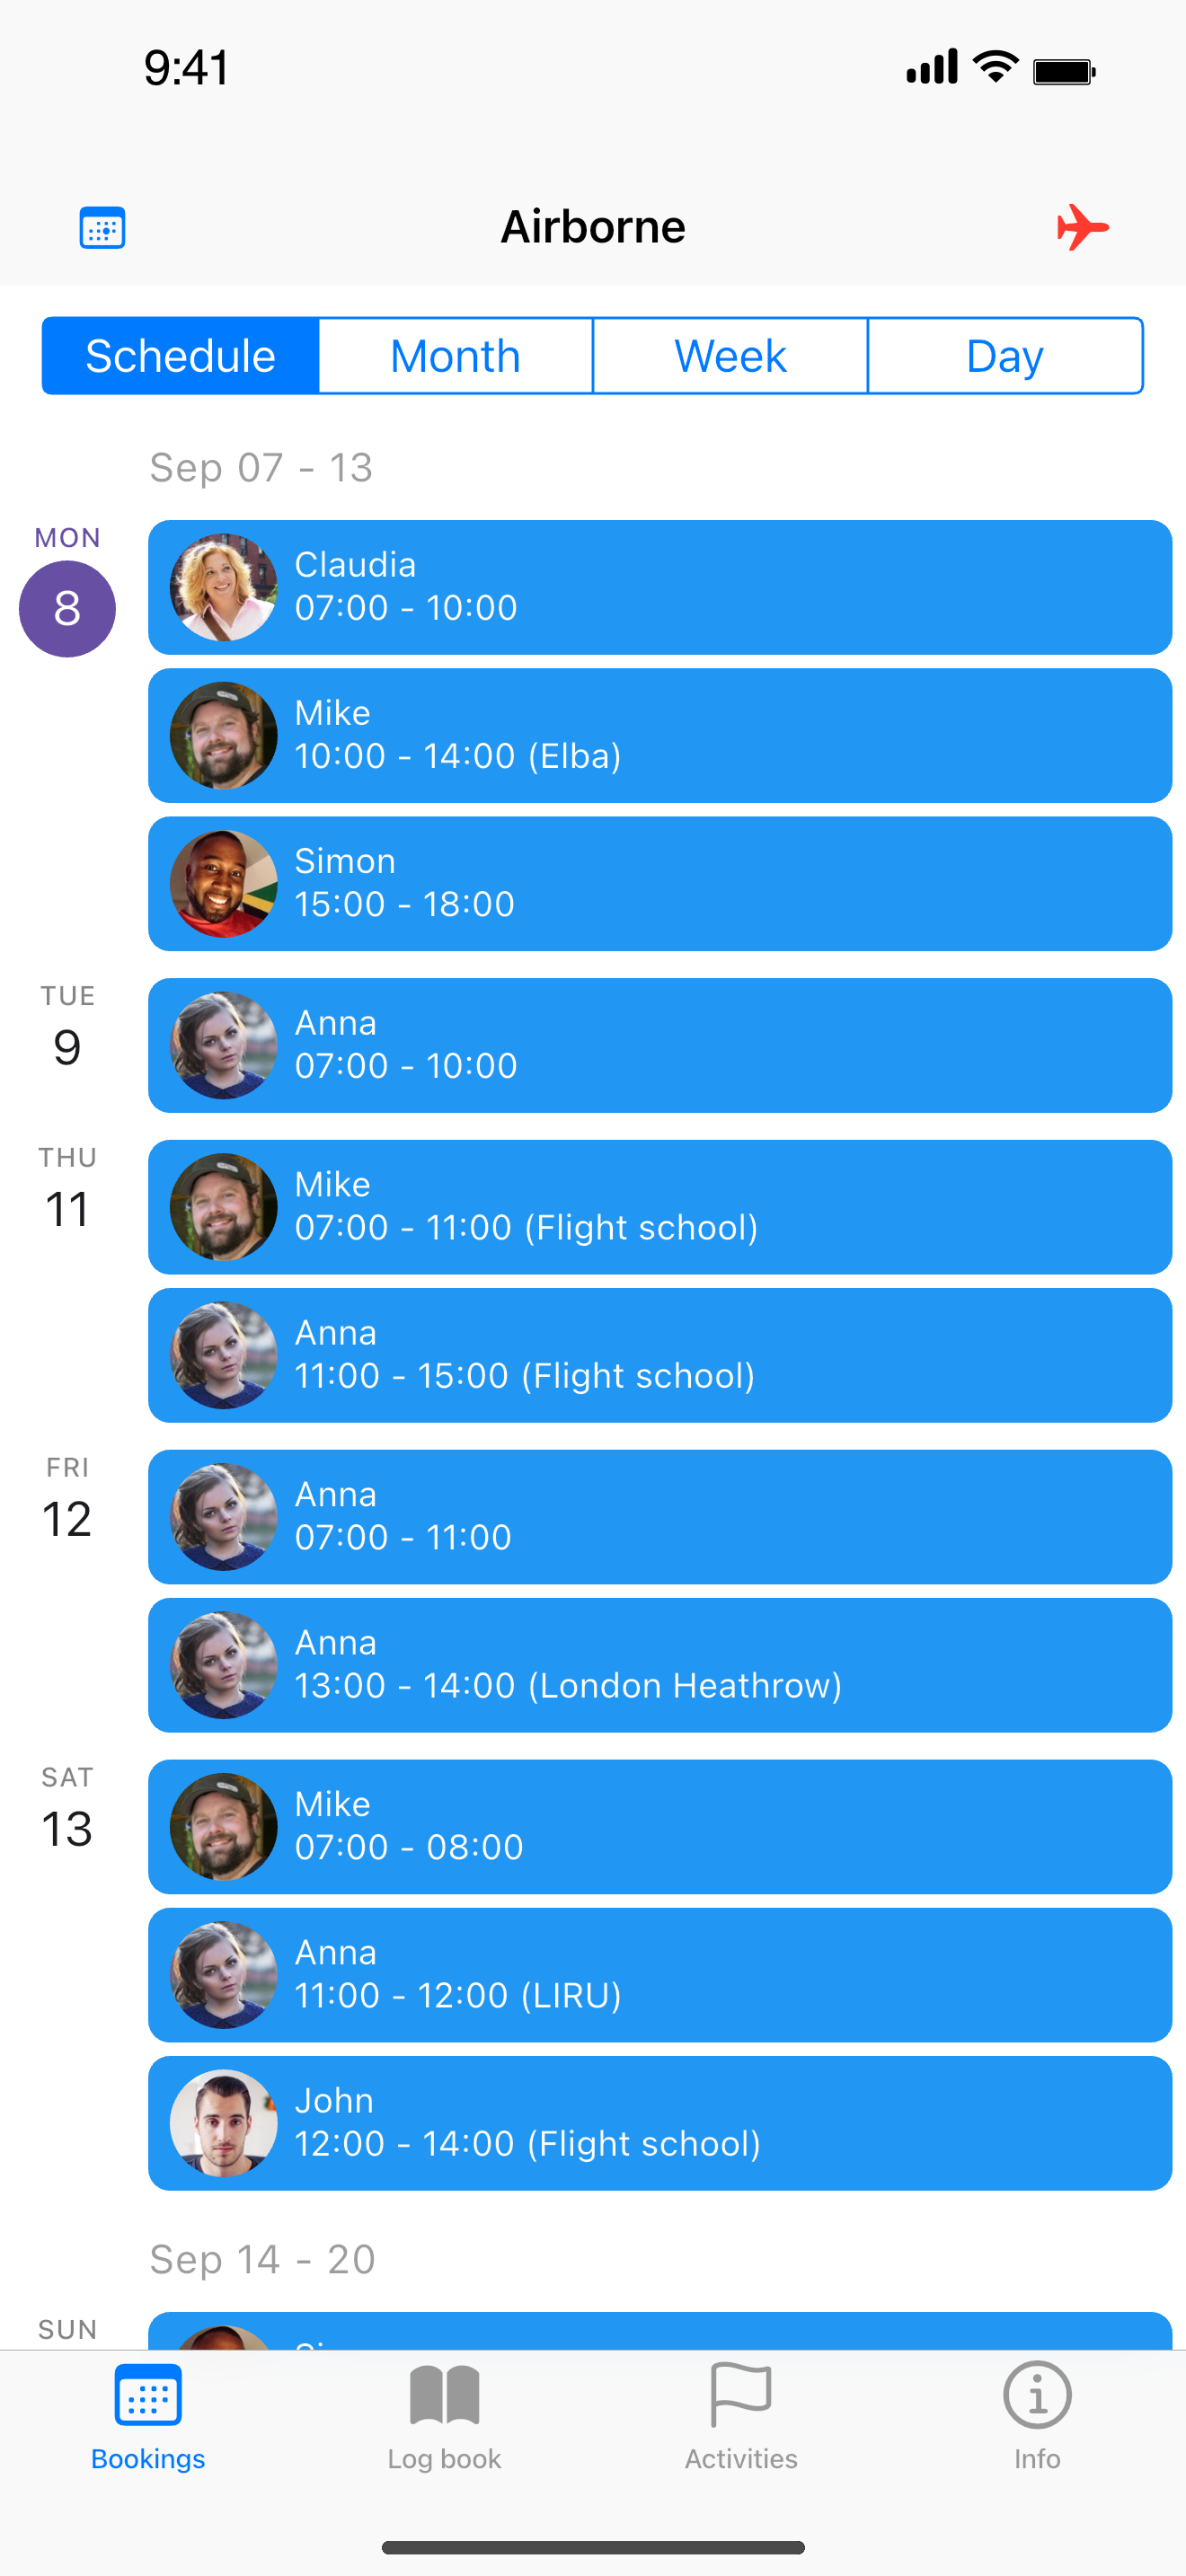 9:41
Airborne
Schedule
Month
Week
Day
Sep 07 - 13
MON
8
Claudia
07:00 - 10:00
Mike
10:00 - 14:00 (Elba)
Simon
15:00 - 18:00
TUE
9
Anna
07:00 - 10:00
THU
11
Mike
07:00 - 11:00 (Flight school)
Anna
11:00 - 15:00 (Flight school)
FRI
12
Anna
07:00 - 11:00
Anna
13:00 - 14:00 (London Heathrow)
SAT
13
Mike
07:00 - 08:00
Anna
11:00 - 12:00 (LIRU)
John
12:00 - 14:00 (Flight school)
Sep 14 - 20
SUN
Bookings
Log book
Activities
Info